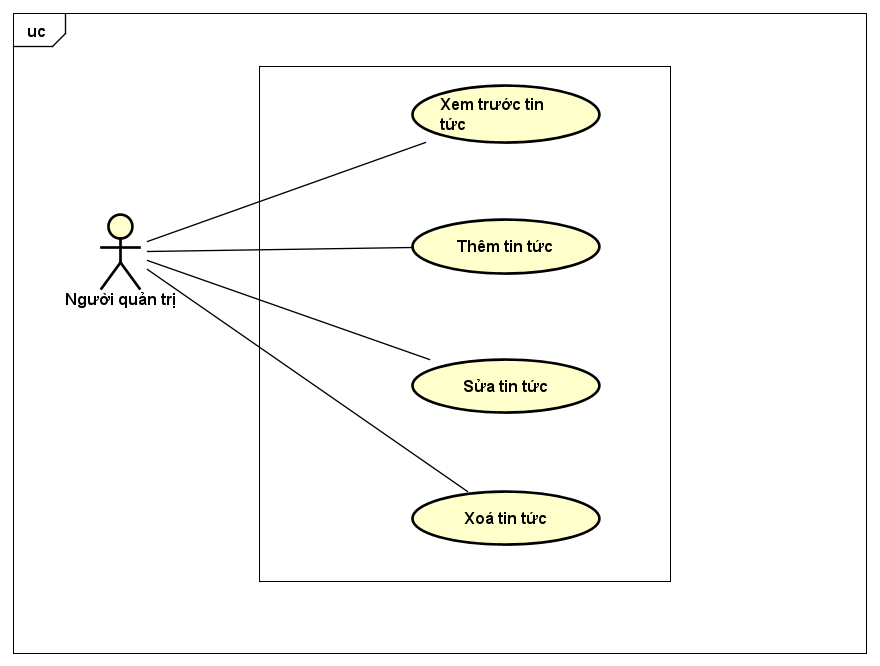 uc
Xem trước tin
tức
Thêm tin tức
Người quản trị
Sửa tin tức
Xoá tin tức